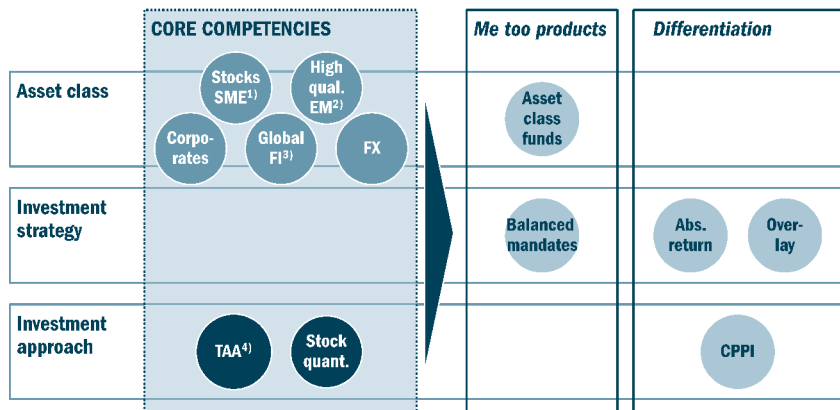 CORE COMPETENCIES
Me too products
Differentiation
Asset class
Stocks
SME1)
High
qual.
EM2)
Corpo-
rates
Global
FI3)
FX
Asset
class
funds
Investment
strategy
Balanced
mandates
Abs.
return
Over-
lay
Investment
approach
TAA4)
Stock
quant.
CPPI